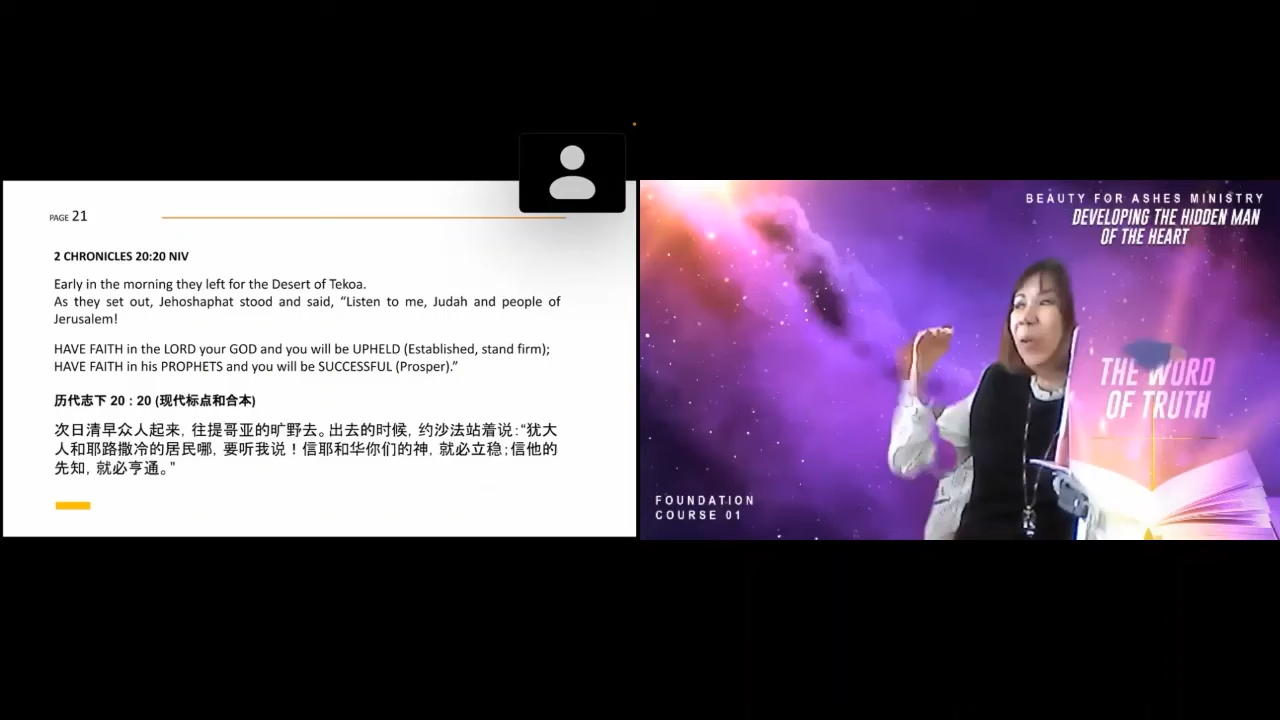 PAGE 21
2 CHRONICLES 20:20 NIV
Early in the morning they left for the Desert of Tekoa.
As they set out, Jehoshaphat stood and said, “Listen to me, Judah and people of
Jerusalem!
HAVE FAITH in the LORD your GOD and you will be UPHELD (Established, stand firm);
HAVE FAITH in his PROPHETS and you will be SUCCESSFUL (Prosper).”
历代志下 20 : 20 (现代标点和合本)
次日清早众人起来, 往提哥亚的旷野去。出去的时候, 约沙法站着说:“犹大
人和耶路撒冷的居民哪, 要听我说！信耶和华你们的神, 就必立稳; 信他的
先知, 就必亨通。”
BEAUTY FOR ASHES MINISTRY
DEVELOPING THE HIDDEN MAN
OF THE HEART
THE WORD
OF TRUTH
FOUNDATION
COURSE 01